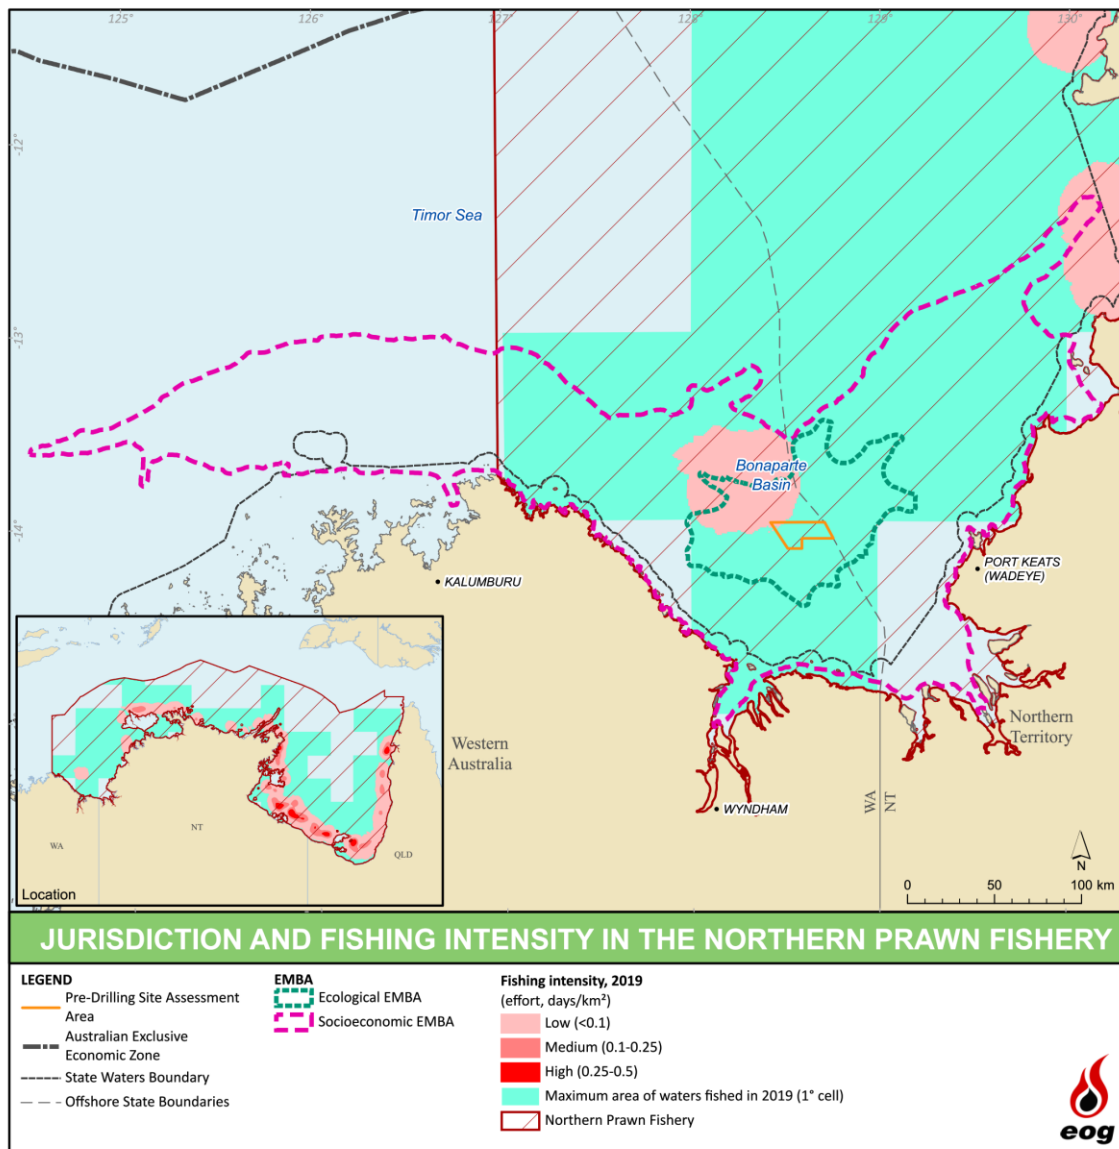 125°
126°
127°
128°
129°
130°
-12°
Timor Sea
-13°
Bonaparte
Basin
-14°
KALUMBURU
PORT KEATS
(WADEYE)
Western
Australia
Northern
Territory
WA
NT
WYNDHAM
WA
NT
QLD
Location
N
0 50 100 km
JURISDICTION AND FISHING INTENSITY IN THE NORTHERN PRAWN FISHERY
LEGEND
Pre-Drilling Site Assessment
Area
Australian Exclusive
Economic Zone
State Waters Boundary
Offshore State Boundaries
EMBA
Ecological EMBA
Socioeconomic EMBA
Fishing intensity, 2019
(effort, days/km²)
Low (<0.1)
Medium (0.1-0.25)
High (0.25-0.5)
Maximum area of waters fished in 2019 (1° cell)
Northern Prawn Fishery
eog